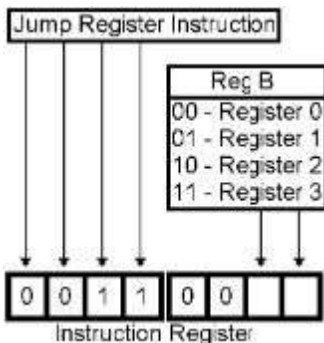 Jump Register Instruction
Reg B
00 - Register 0
01 - Register 1
10 - Register 2
11 - Register 3
0 0 1 1 0 0
Instruction Register